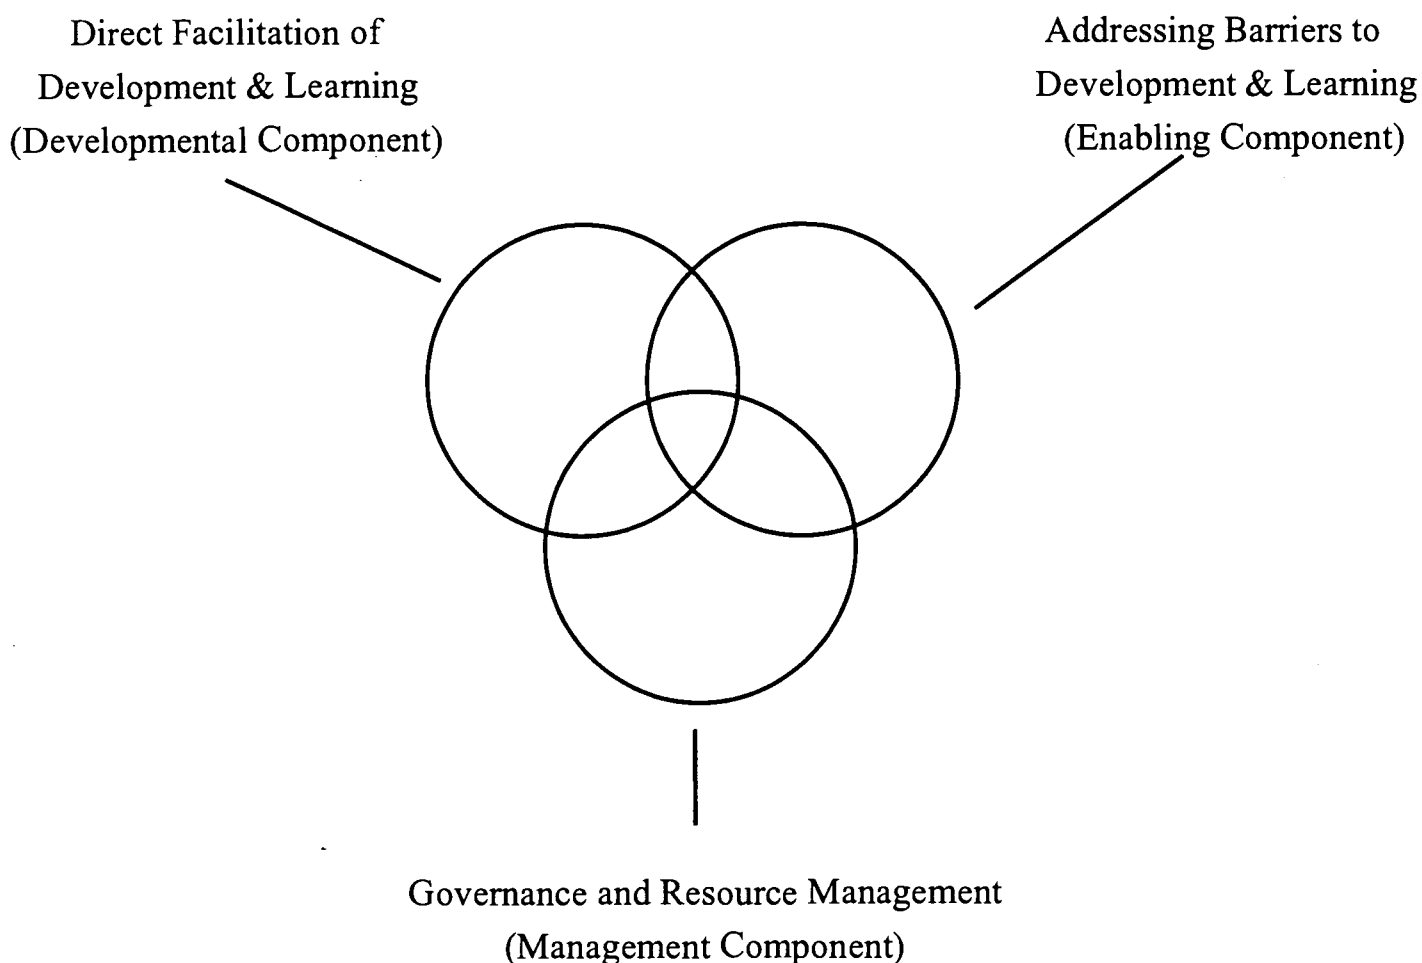 Direct Facilitation of
Development & Learning
(Developmental Component)
Addressing Barriers to
Development & Learning
(Enabling Component)
Governance and Resource Management
(Management Component)